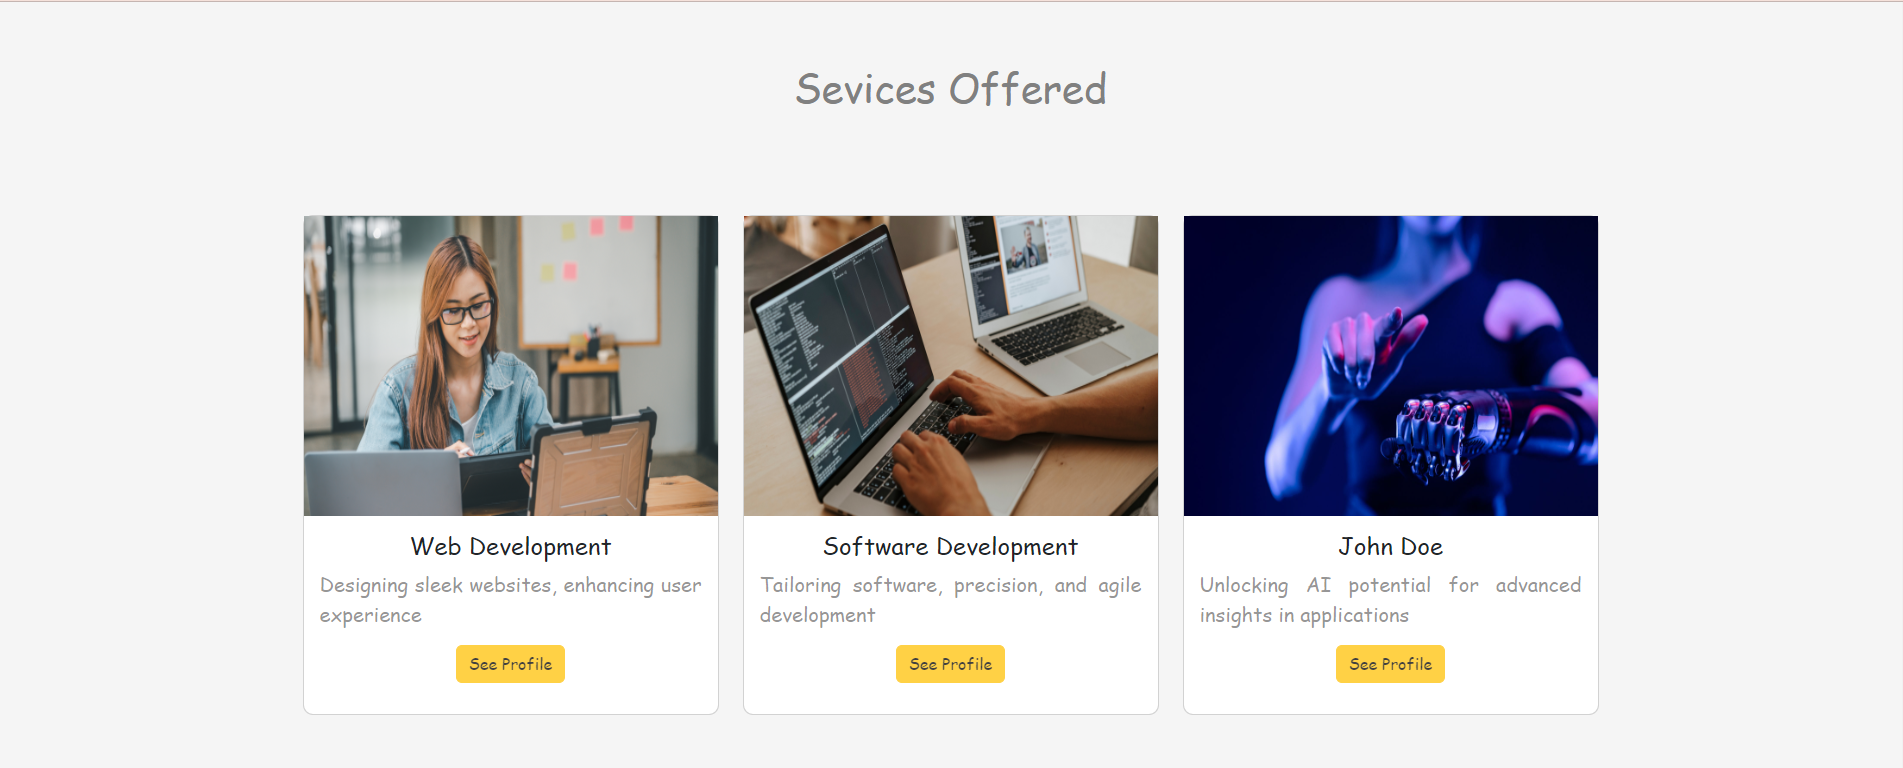 Sevices Offered
Web Development
Designing sleek websites, enhancing user
experience
See Profile
Software Development
Tailoring software, precision, and agile
development
See Profile
John Doe
Unlocking AI potential for advanced
insights in applications
See Profile